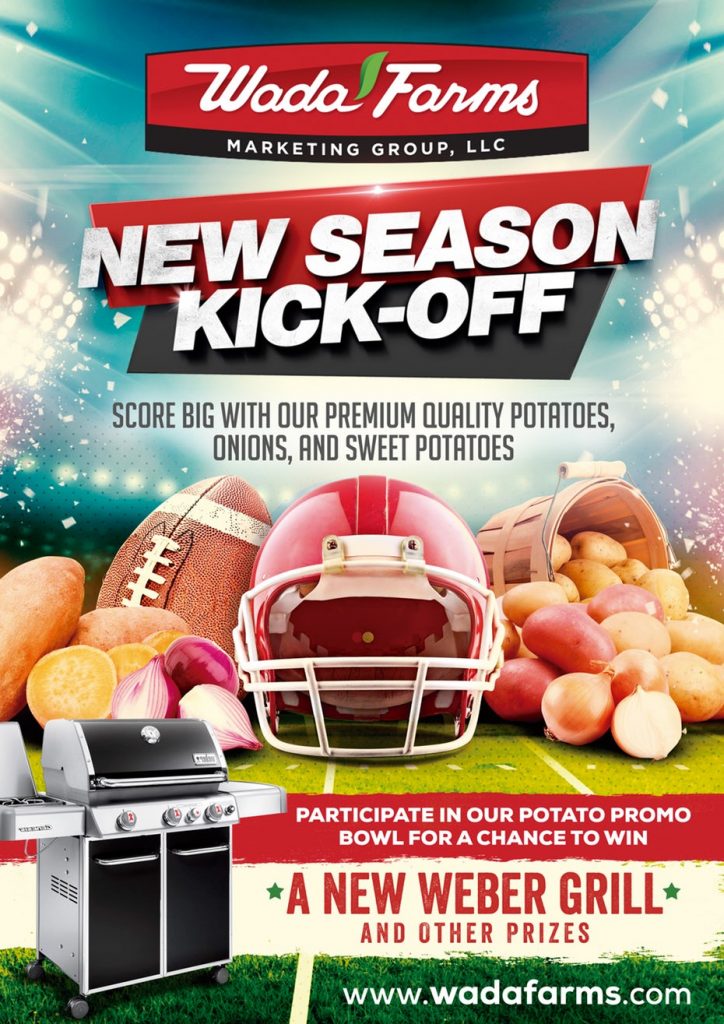 Wada Farms
MARKETING GROUP, LLC
NEW SEASON
KICK-OFF
SCORE BIG WITH OUR PREMIUM QUALITY POTATOES,
ONIONS, AND SWEET POTATOES
PARTICIPATE IN OUR POTATO PROMO
BOWL FOR A CHANCE TO WIN
A NEW WEBER GRILL
AND OTHER PRIZES
www.wadafarms.com